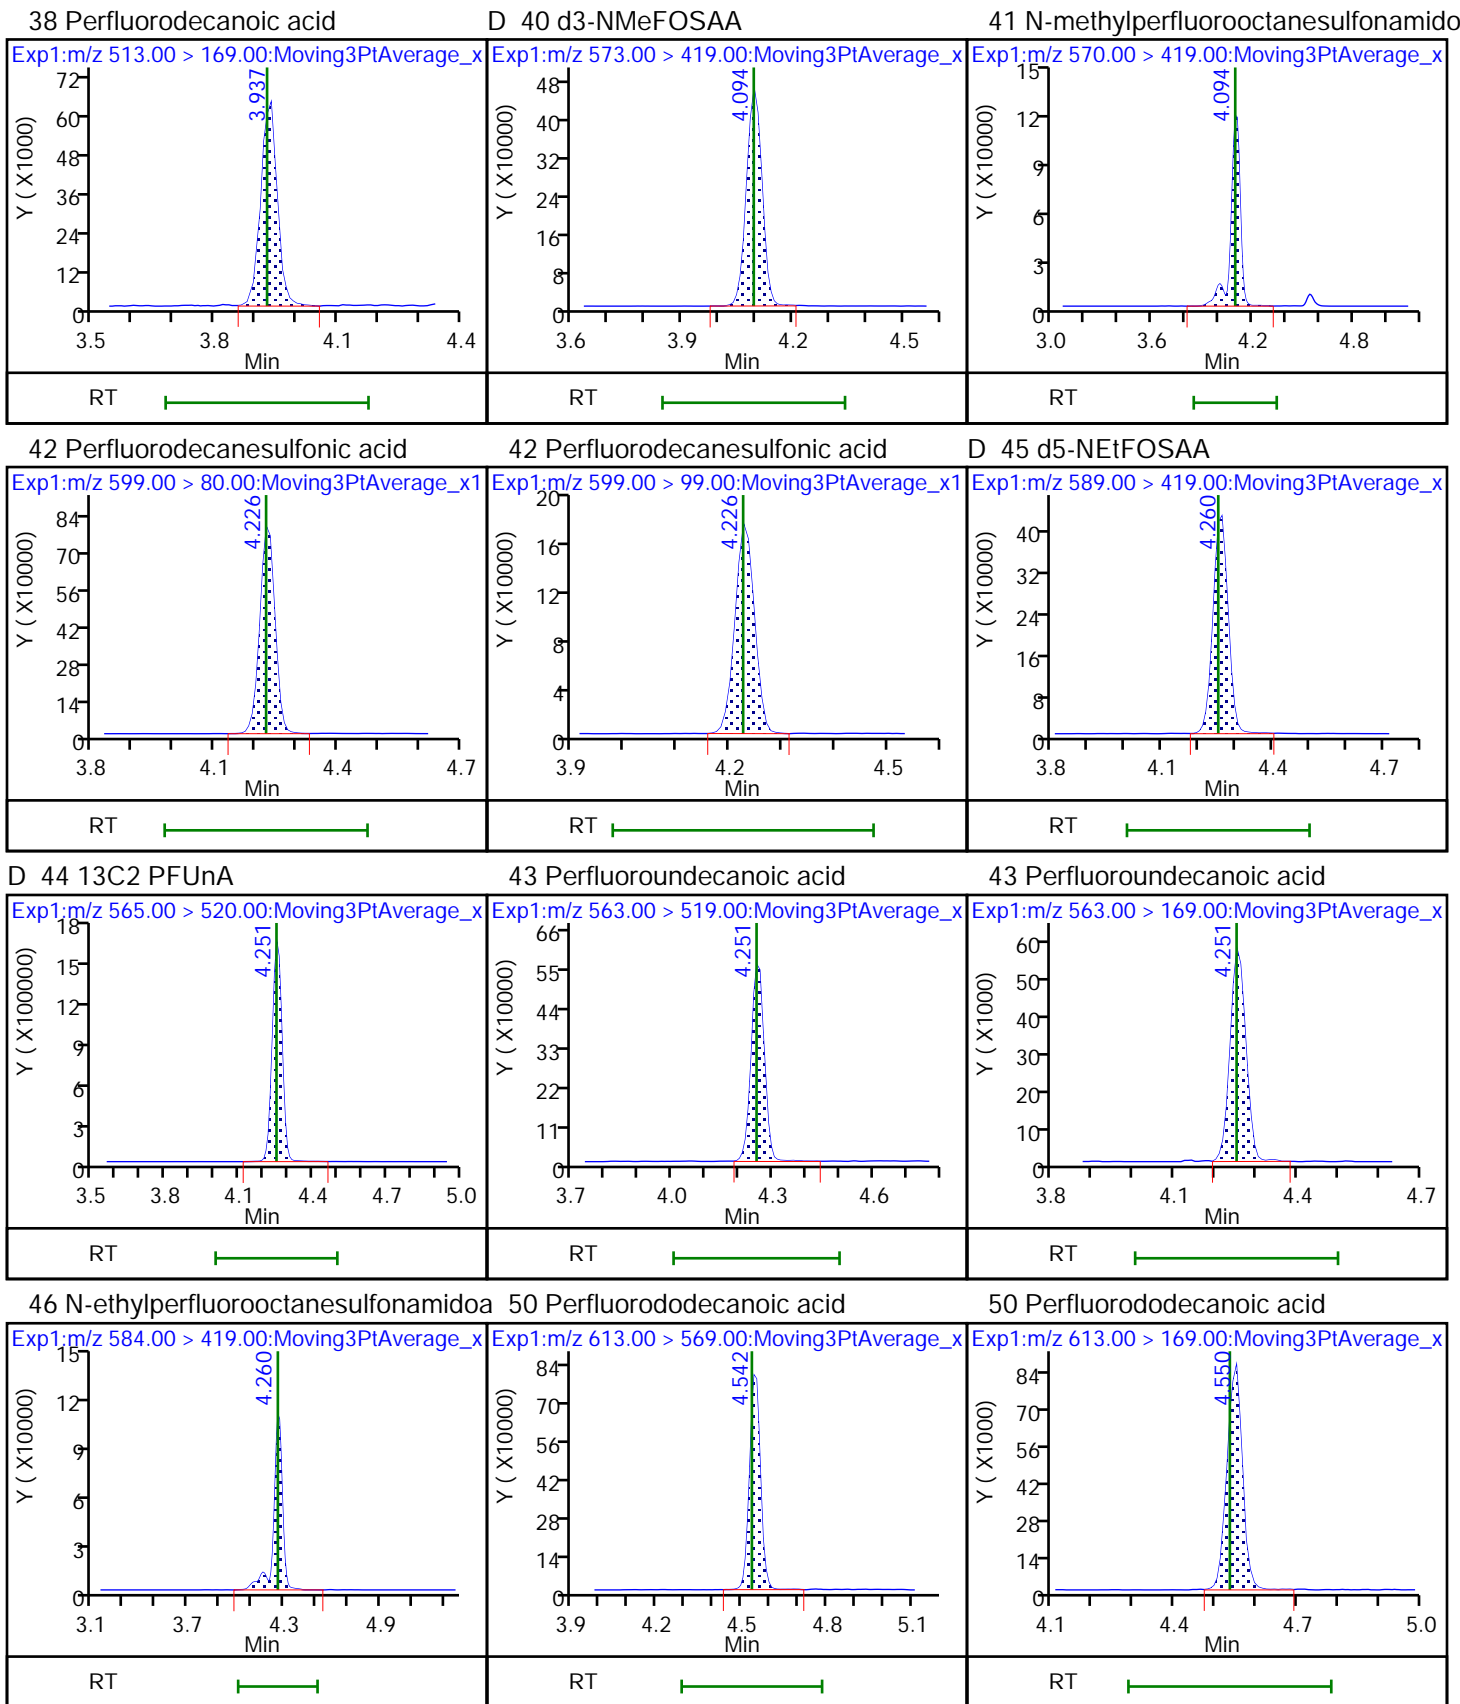 38 Perfluorodecanoic acid
D 40 d3-NMeFOSAA
41 N-methylperfluorooctanesulfonamido
Exp1:m/z 513.00 > 169.00:Moving3PtAverage_x
Exp1:m/z 573.00 > 419.00:Moving3PtAverage_x
Exp1:m/z 570.00 > 419.00:Moving3PtAverage_x
3.937
4.094
4.094
Y ( X10000)
72
60
48
36
24
12
0
Y ( X10000)
48
40
32
24
16
8
0
Y ( X10000)
15
12
9
6
3
0
3.5 3.8 4.1 4.4
3.6 3.9 4.2 4.5
3.0 3.6 4.2 4.8
Min
Min
Min
RT
RT
RT
42 Perfluorodecanesulfonic acid
42 Perfluorodecanesulfonic acid
D 45 d5-NEtFOSAA
Exp1:m/z 599.00 > 80.00:Moving3PtAverage_x1
Exp1:m/z 599.00 > 99.00:Moving3PtAverage_x1
Exp1:m/z 589.00 > 419.00:Moving3PtAverage_x
4.226
4.226
4.260
Y ( X10000)
84
70
56
42
28
14
0
Y ( X10000)
20
16
12
8
4
0
Y ( X10000)
40
32
24
16
8
0
3.8 4.1 4.4 4.7
3.9 4.2 4.5
3.8 4.1 4.4 4.7
Min
Min
Min
RT
RT
RT
D 44 13C2 PFUnA
43 Perfluoroundecanoic acid
43 Perfluoroundecanoic acid
Exp1:m/z 565.00 > 520.00:Moving3PtAverage_x
Exp1:m/z 563.00 > 519.00:Moving3PtAverage_x
Exp1:m/z 563.00 > 169.00:Moving3PtAverage_x
4.251
4.251
4.251
Y ( X100000)
18
15
12
9
6
3
0
Y ( X10000)
66
55
44
33
22
11
0
Y ( X1000)
60
50
40
30
20
10
0
3.5 3.8 4.1 4.4 4.7 5.0
3.7 4.0 4.3 4.6
3.8 4.1 4.4 4.7
Min
Min
Min
RT
RT
RT
46 N-ethylperfluorooctanesulfonamidoa
50 Perfluorododecanoic acid
50 Perfluorododecanoic acid
Exp1:m/z 584.00 > 419.00:Moving3PtAverage_x
Exp1:m/z 613.00 > 569.00:Moving3PtAverage_x
Exp1:m/z 613.00 > 169.00:Moving3PtAverage_x
4.260
4.542
4.550
Y ( X10000)
15
12
9
6
3
0
Y ( X10000)
84
70
56
42
28
14
0
Y ( X1000)
84
70
56
42
28
14
0
3.1 3.7 4.3 4.9
3.9 4.2 4.5 4.8 5.1
4.1 4.4 4.7 5.0
Min
Min
Min
RT
RT
RT